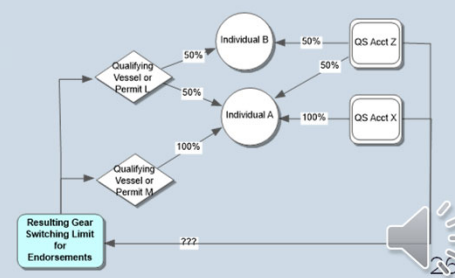 Individual B
50%
QS Acct Z
50%
Qualifying
Vessel or
Permit L
50%
50%
Individual A
100%
QS Acct X
100%
Qualifying
Vessel or
Permit M
Resulting Gear
Switching Limit
for
Endorsements
???